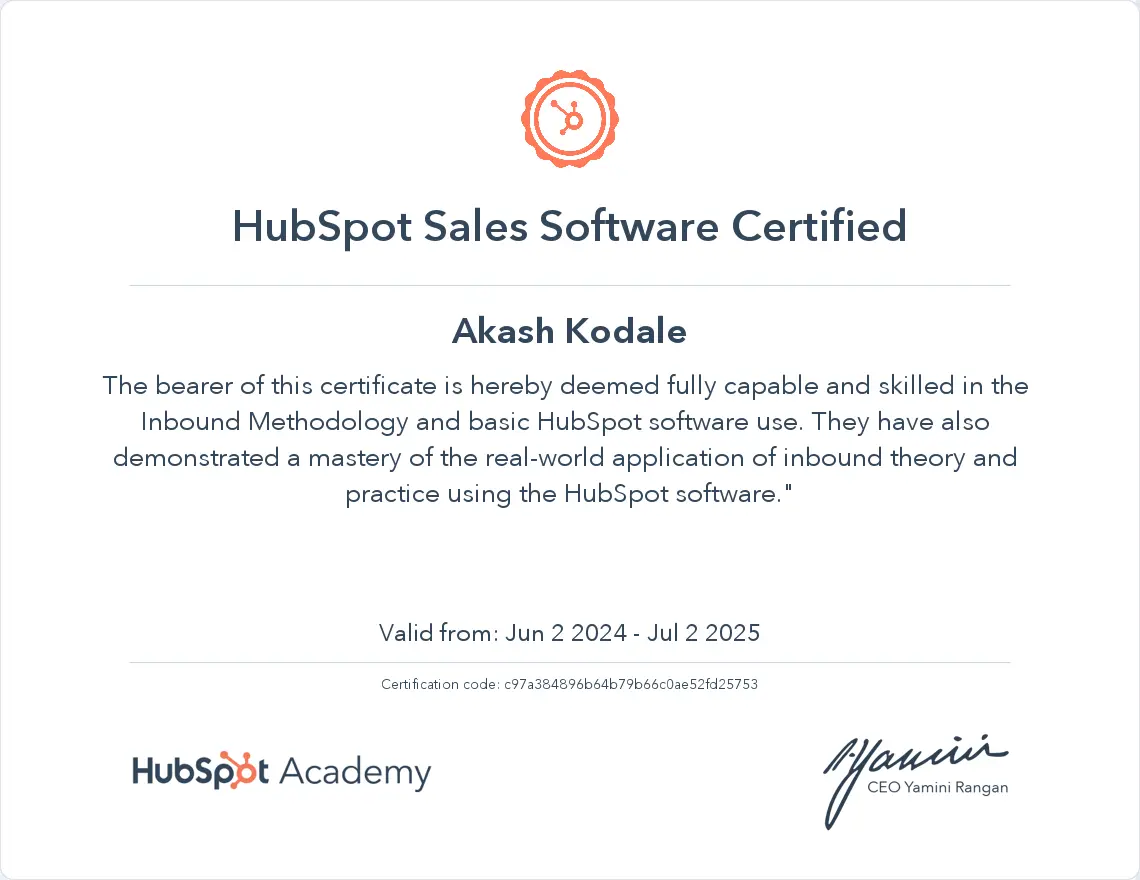 HubSpot Sales Software Certified
Akash Kodale
The bearer of this certificate is hereby deemed fully capable and skilled in the
Inbound Methodology and basic HubSpot software use. They have also
demonstrated a mastery of the real-world application of inbound theory and
practice using the HubSpot software."
Valid from: Jun 2 2024 - Jul 2 2025
Certification code: c97a384896b64b79b66c0ae52fd25753
HubSpot Academy
CEO Yamini Rangan